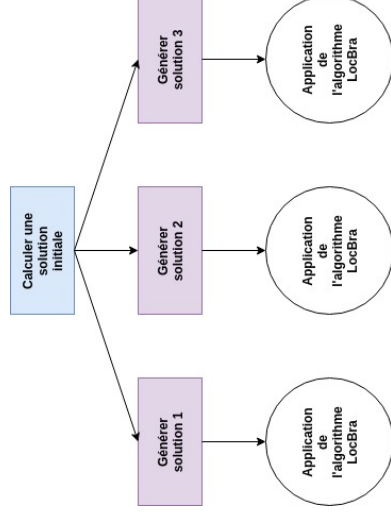 Calculer une
solution
initiale
Générer
solution 1
Générer
solution 2
Générer
solution 3
Application
de
l'algorithme
LocBra
Application
de
l'algorithme
LocBra
Application
de
l'algorithme
LocBra